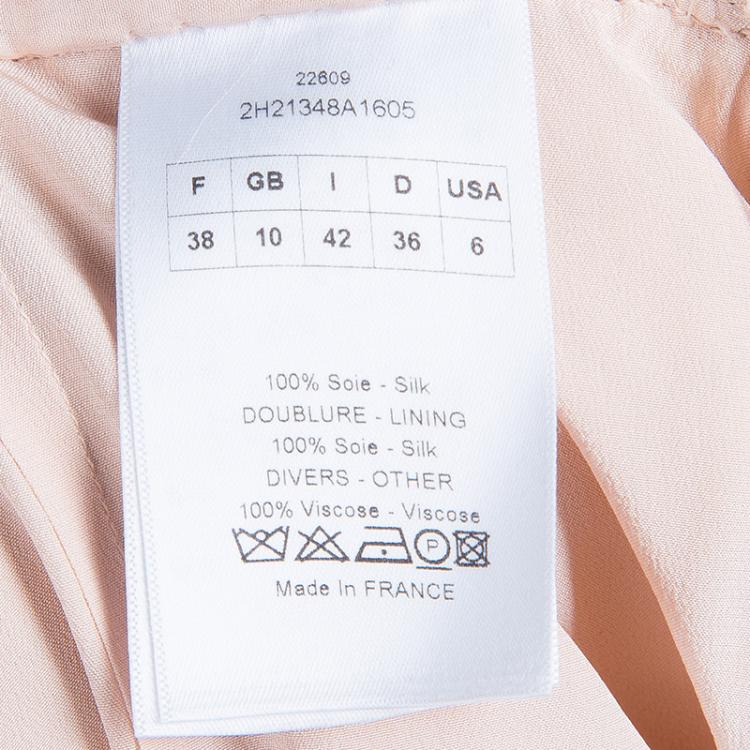 22609
2H21348A1605
F GB I D USA
38 10 42 36 6
100% Soie - Silk
DOUBLURE - LINING
100% Soie - Silk
DIVERS - OTHER
100% Viscose - Viscose
P
Made In FRANCE